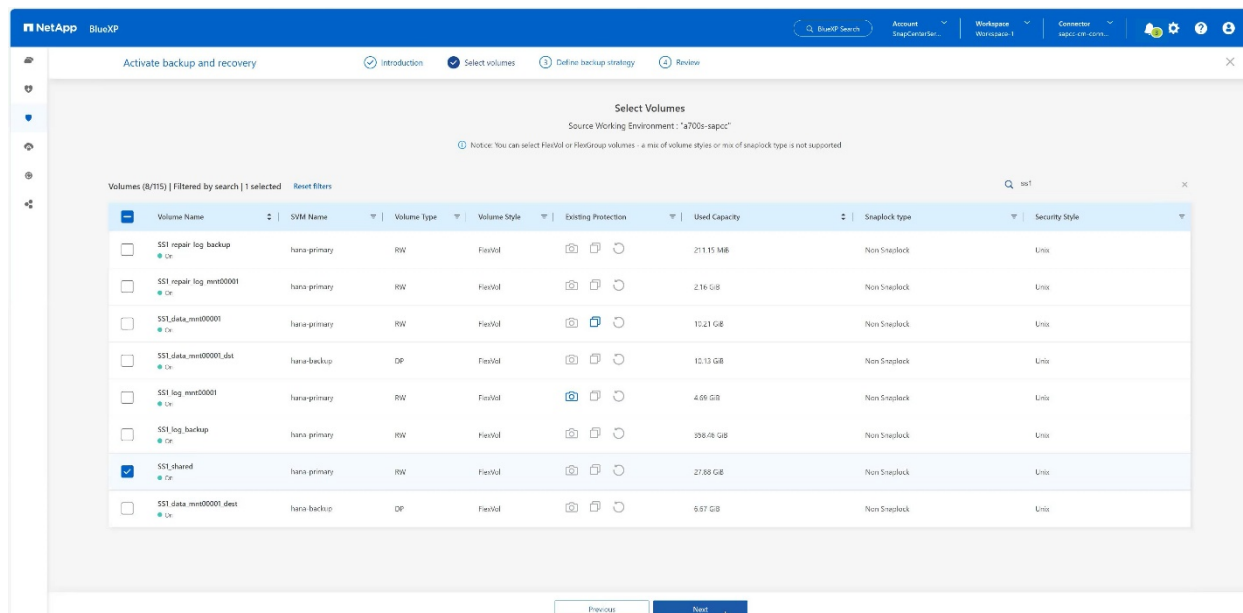 NetApp BlueXP
BlueXP Search
Account
SnapCenterSer...
Workspace
Workspace-1
Connector
sapcc-cm-conn...
Activate backup and recovery
Introduction
Select volumes
3 Define backup strategy
4 Review
Select Volumes
Source Working Environment : "a700s-sapcc"
Notice: You can select FlexVol or FlexGroup volumes - a mix of volume styles or mix of snaplock type is not supported
Volumes (8/115) | Filtered by search | 1 selected Reset filters
ss1
Volume Name SVM Name Volume Type Volume Style Existing Protection Used Capacity Snaplock type Security Style
SS1_repair_log_backup
On
hana-primary RW FlexVol 211.15 MiB Non Snaplock Unix
SS1_repair_log_mnt00001
On
hana-primary RW FlexVol 2.16 GiB Non Snaplock Unix
SS1_data_mnt00001
On
hana-primary RW FlexVol 10.21 GiB Non Snaplock Unix
SS1_data_mnt00001_dst
On
hana-backup DP FlexVol 10.13 GiB Non Snaplock Unix
SS1_log_mnt00001
On
hana-primary RW FlexVol 4.69 GiB Non Snaplock Unix
SS1_log_backup
On
hana-primary RW FlexVol GiB Non Snaplock Unix
SS1_shared
On
hana-primary RW FlexVol 27.88 GiB Non Snaplock Unix
SS1_data_mnt00001_dest
On
hana-backup DP FlexVol 6.67 GiB Non Snaplock Unix
Previous Next